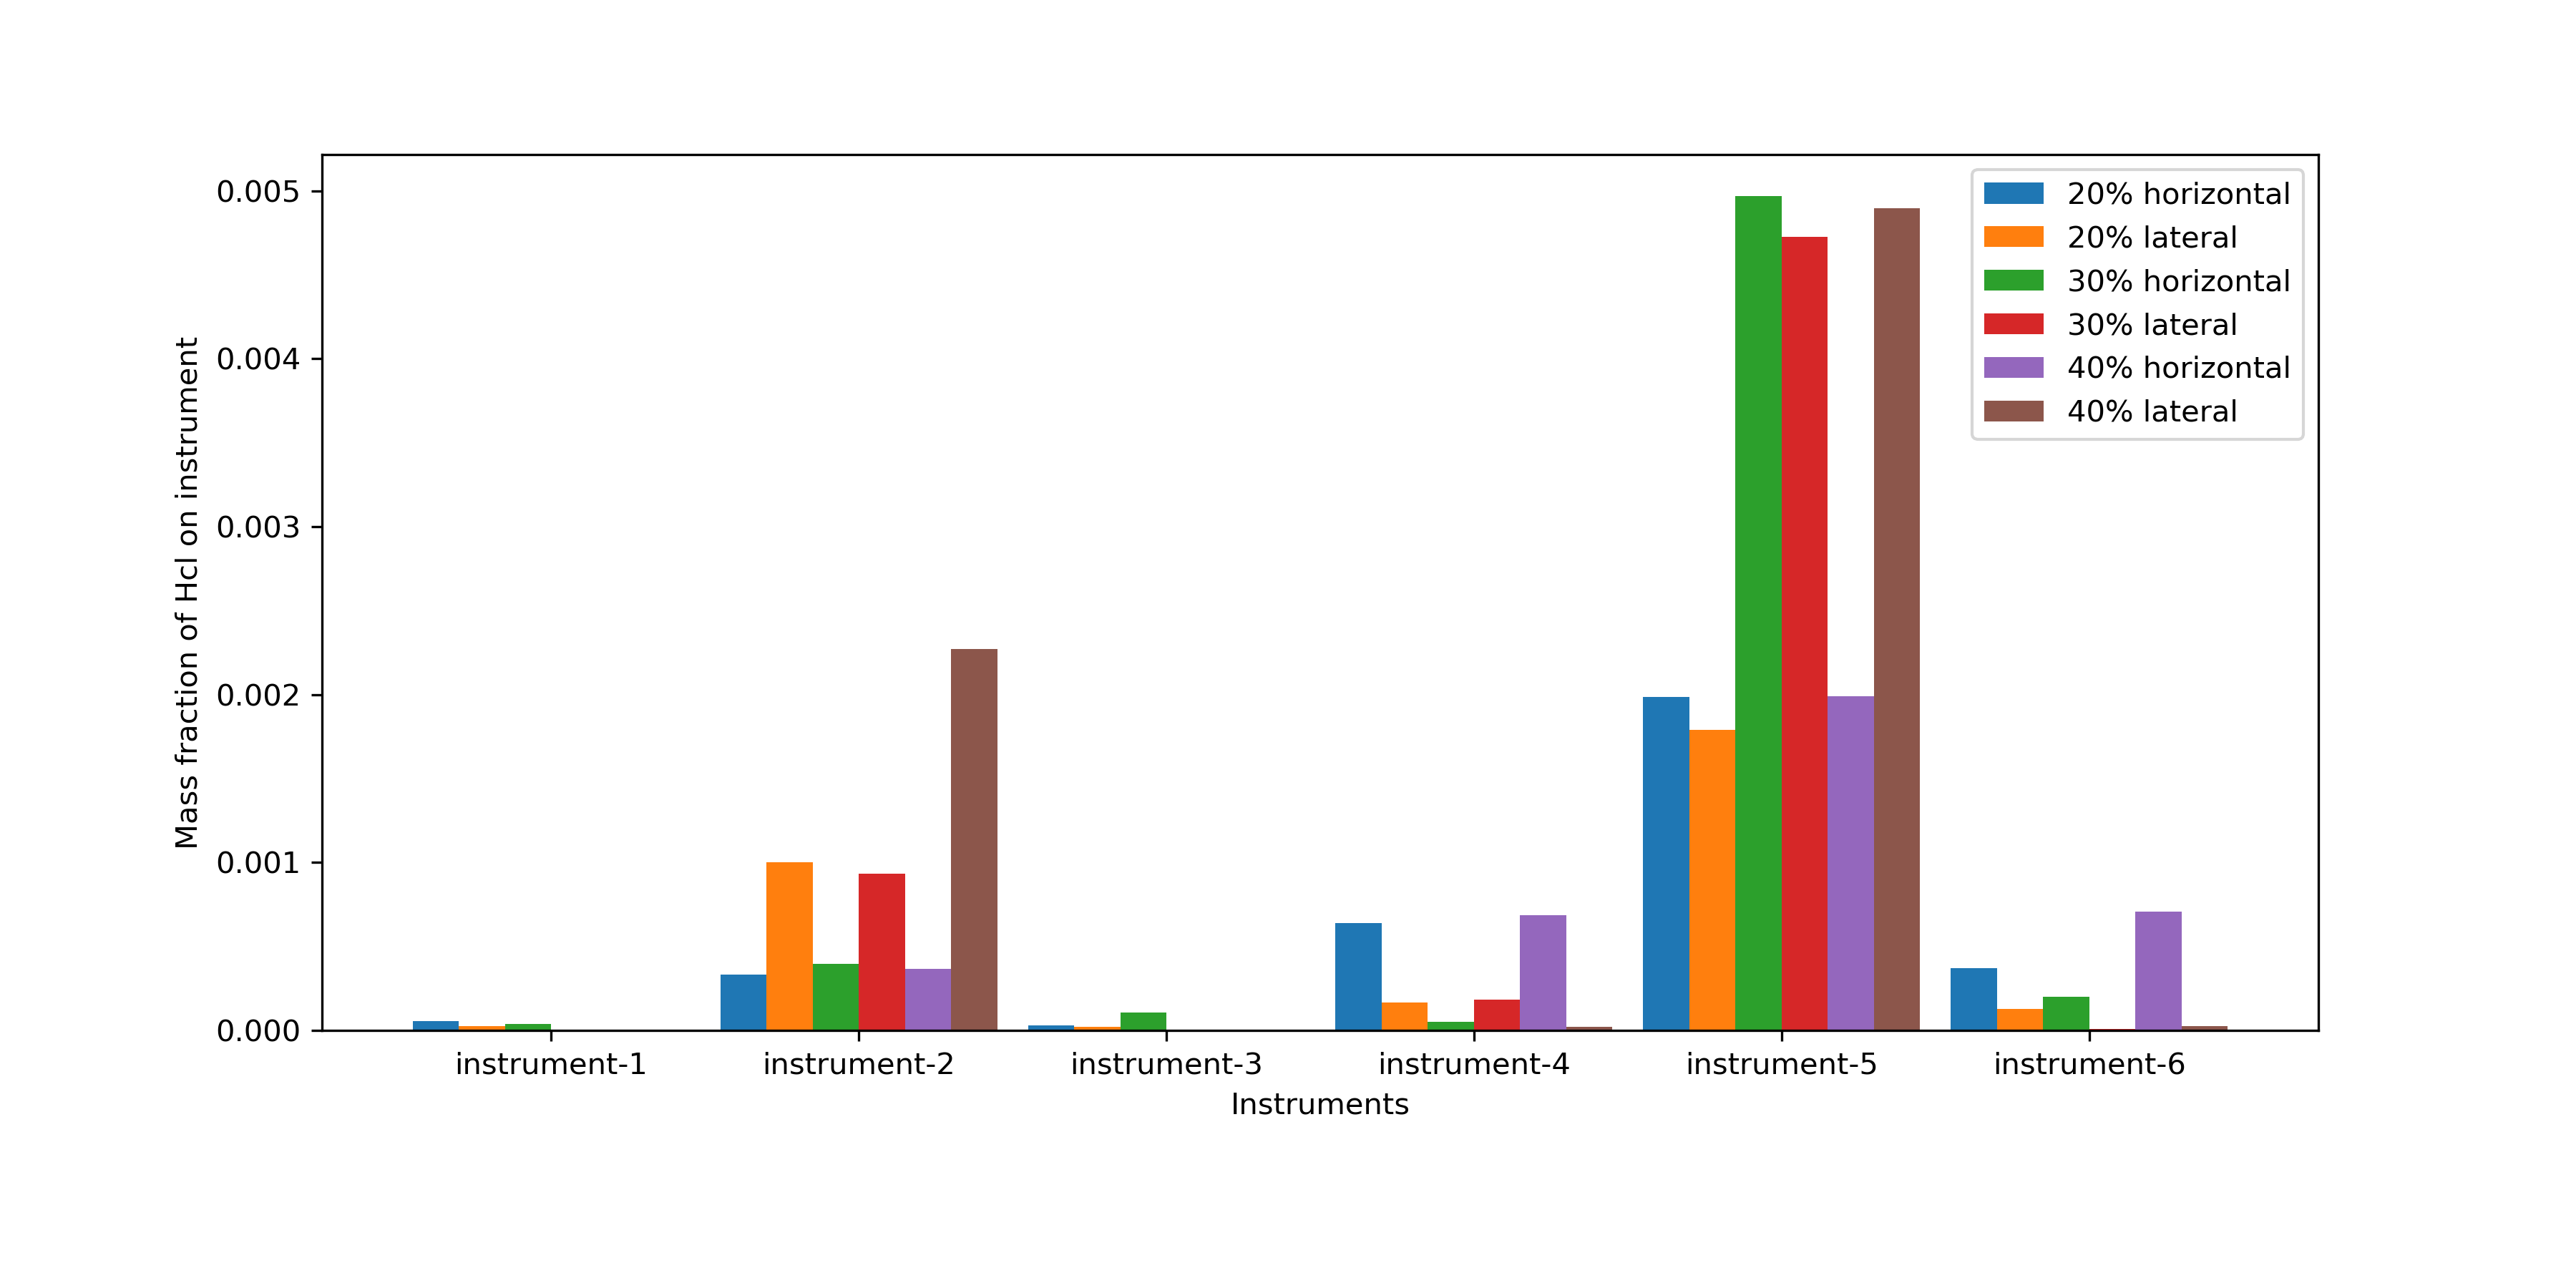 0.005
0.004
0.003
0.002
0.001
0.000
Mass fraction of Hcl on instrument
20% horizontal
20% lateral
30% horizontal
30% lateral
40% horizontal
40% lateral
instrument-1 instrument-2 instrument-3 instrument-4 instrument-5 instrument-6
Instruments